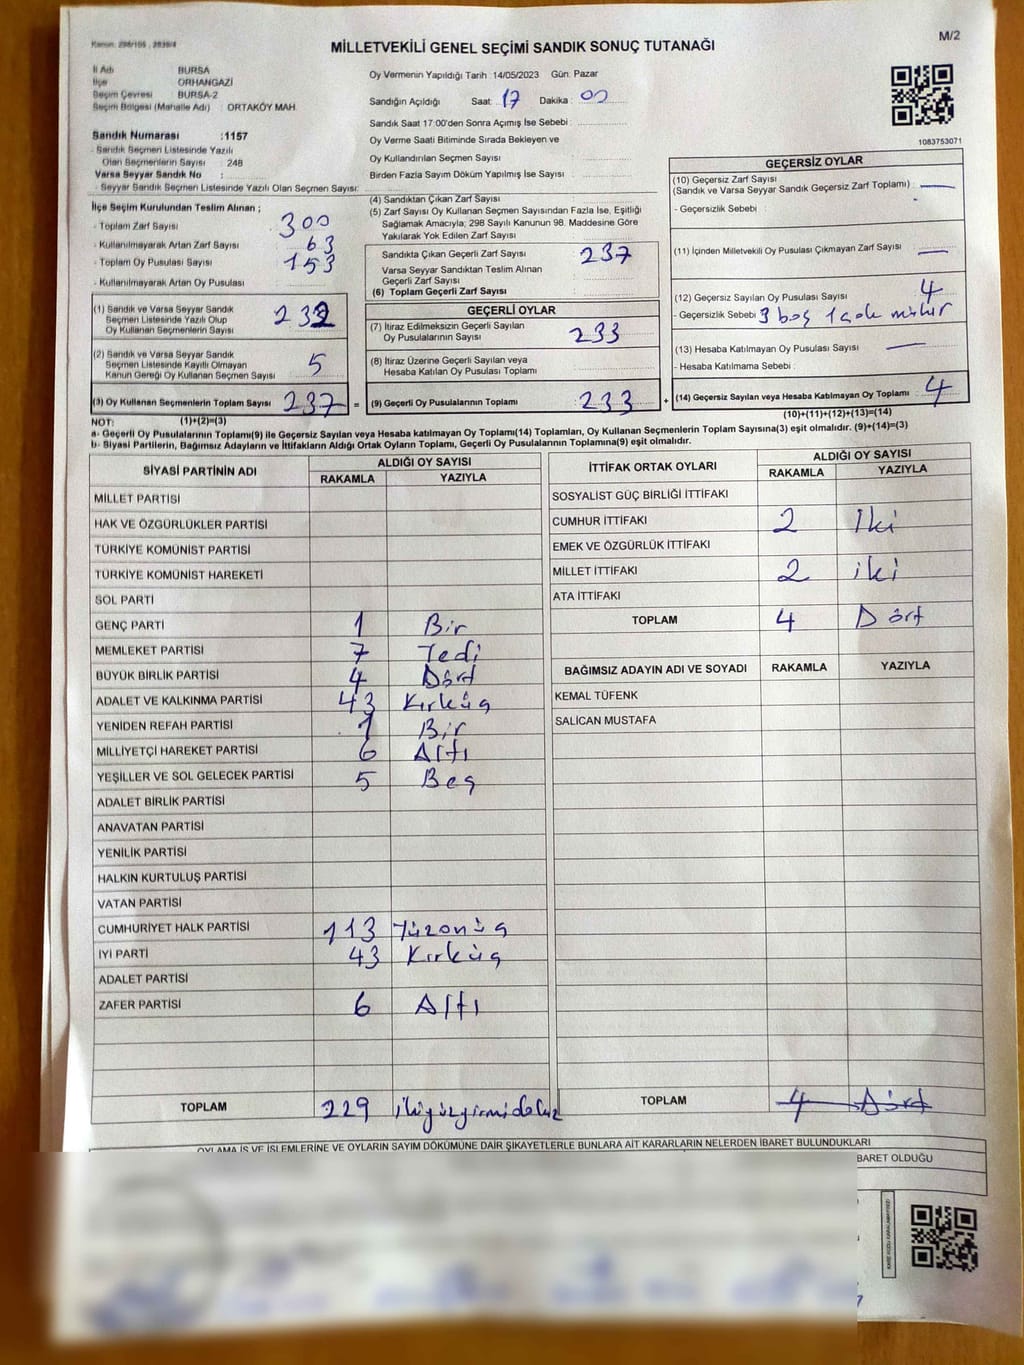 Kanun: 298/105 , 2839/4
MİLLETVEKİLİ GENEL SEÇİMİ SANDIK SONUÇ TUTANAĞI
M/2
İl Adı BURSA
İlçe ORHANGAZİ
Seçim Çevresi BURSA-2
Seçim Bölgesi (Mahalle Adı) : ORTAKÖY MAH.
Sandık Numarası :1157
- Sandık Seçmen Listesinde Yazılı
Olan Seçmenlerin Sayısı : 248
Varsa Seyyar Sandık No :
- Seyyar Sandık Seçmen Listesinde Yazılı Olan Seçmen Sayısı:
Oy Vermenin Yapıldığı Tarih :14/05/2023 Gün: Pazar
Sandığın Açıldığı Saat: 17 Dakika : 00
Sandık Saat 17:00'den Sonra Açımış İse Sebebi :
Oy Verme Saati Bitiminde Sırada Bekleyen ve
Oy Kullandırılan Seçmen Sayısı :
Birden Fazla Sayım Döküm Yapılmış İse Sayısı :
1083753071
İlçe Seçim Kurulundan Teslim Alınan ;
- Toplam Zarf Sayısı : 300
- Kullanılmayarak Artan Zarf Sayısı : 63
- Toplam Oy Pusulası Sayısı : 153
- Kullanılmayarak Artan Oy Pusulası :
(1) Sandık ve Varsa Seyyar Sandık
Seçmen Listesinde Yazılı Olup
Oy Kullanan Seçmenlerin Sayısı : 232
(2) Sandık ve Varsa Seyyar Sandık
Seçmen Listesinde Kayıtlı Olmayan
Kanun Gereği Oy Kullanan Seçmen Sayısı : 5
(3) Oy Kullanan Seçmenlerin Toplam Sayısı : 237 =
(1)+(2)=(3)
(4) Sandıktan Çıkan Zarf Sayısı :
(5) Zarf Sayısı Oy Kullanan Seçmen Sayısından Fazla İse, Eşitliği
Sağlamak Amacıyla; 298 Sayılı Kanunun 98. Maddesine Göre
Yakılarak Yok Edilen Zarf Sayısı :
Sandıkta Çıkan Geçerli Zarf Sayısı : 237
Varsa Seyyar Sandıktan Teslim Alınan
Geçerli Zarf Sayısı :
(6) Toplam Geçerli Zarf Sayısı :
GEÇERLİ OYLAR
(7) İtiraz Edilmeksizin Geçerli Sayılan
Oy Pusulalarının Sayısı : 233
(8) İtiraz Üzerine Geçerli Sayılan veya
Hesaba Katılan Oy Pusulası Toplamı :
(9) Geçerli Oy Pusulalarının Toplamı : 233 +
GEÇERSİZ OYLAR
(10) Geçersiz Zarf Sayısı
(Sandık ve Varsa Seyyar Sandık Geçersiz Zarf Toplamı) : —
- Geçersizlik Sebebi :
(11) İçinden Milletvekili Oy Pusulası Çıkmayan Zarf Sayısı : —
(12) Geçersiz Sayılan Oy Pusulası Sayısı : 4
- Geçersizlik Sebebi : 3 boş 1
(13) Hesaba Katılmayan Oy Pusulası Sayısı : —
- Hesaba Katılmama Sebebi :
(14) Geçersiz Sayılan veya Hesaba Katılmayan Oy Toplamı : 4
(10)+(11)+(12)+(13)=(14)
NOT:
a- Geçerli Oy Pusulalarının Toplamı(9) ile Geçersiz Sayılan veya Hesaba Katılmayan Oy Toplamı(14) Toplamları, Oy Kullanan Seçmenlerin Toplam Sayısına(3) eşit olmalıdır. (9)+(14)=(3)
b- Siyasi Partilerin, Bağımsız Adayların ve İttifakların Aldığı Ortak Oyların Toplamı, Geçerli Oy Pusulalarının Toplamına(9) eşit olmalıdır.
SİYASİ PARTİNİN ADI
ALDIĞI OY SAYISI
RAKAMLA YAZIYLA
MİLLET PARTİSİ
HAK VE ÖZGÜRLÜKLER PARTİSİ
TÜRKİYE KOMÜNİST PARTİSİ
TÜRKİYE KOMÜNİST HAREKETİ
SOL PARTİ
GENÇ PARTİ 1 Bir
MEMLEKET PARTİSİ 7 Yedi
BÜYÜK BİRLİK PARTİSİ 4 Dört
ADALET VE KALKINMA PARTİSİ 43 Kırküç
YENİDEN REFAH PARTİSİ 1 Bir
MİLLİYETÇİ HAREKET PARTİSİ 6 Altı
YEŞİLLER VE SOL GELECEK PARTİSİ 5 Beş
ADALET BİRLİK PARTİSİ
ANAVATAN PARTİSİ
YENİLİK PARTİSİ
HALKIN KURTULUŞ PARTİSİ
VATAN PARTİSİ
CUMHURİYET HALK PARTİSİ 113 Yüzonüç
İYİ PARTİ 43 Kırküç
ADALET PARTİSİ
ZAFER PARTİSİ 6 Altı
TOPLAM 229 ikiyüzyirmidokuz
İTTİFAK ORTAK OYLARI
ALDIĞI OY SAYISI
RAKAMLA YAZIYLA
SOSYALİST GÜÇ BİRLİĞİ İTTİFAKI
CUMHUR İTTİFAKI 2 İki
EMEK VE ÖZGÜRLÜK İTTİFAKI
MİLLET İTTİFAKI 2 iki
ATA İTTİFAKI
TOPLAM 4 Dört
BAĞIMSIZ ADAYIN ADI VE SOYADI RAKAMLA YAZIYLA
KEMAL TÜFENK
SALİCAN MUSTAFA
TOPLAM 4 Dört
OYLAMA İŞ VE İŞLEMLERİNE VE OYLARIN SAYIM DÖKÜMÜNE DAİR ŞİKAYETLERLE BUNLARA AİT KARARLARIN NELERDEN İBARET BULUNDUKLARI
BARET OLDUĞU